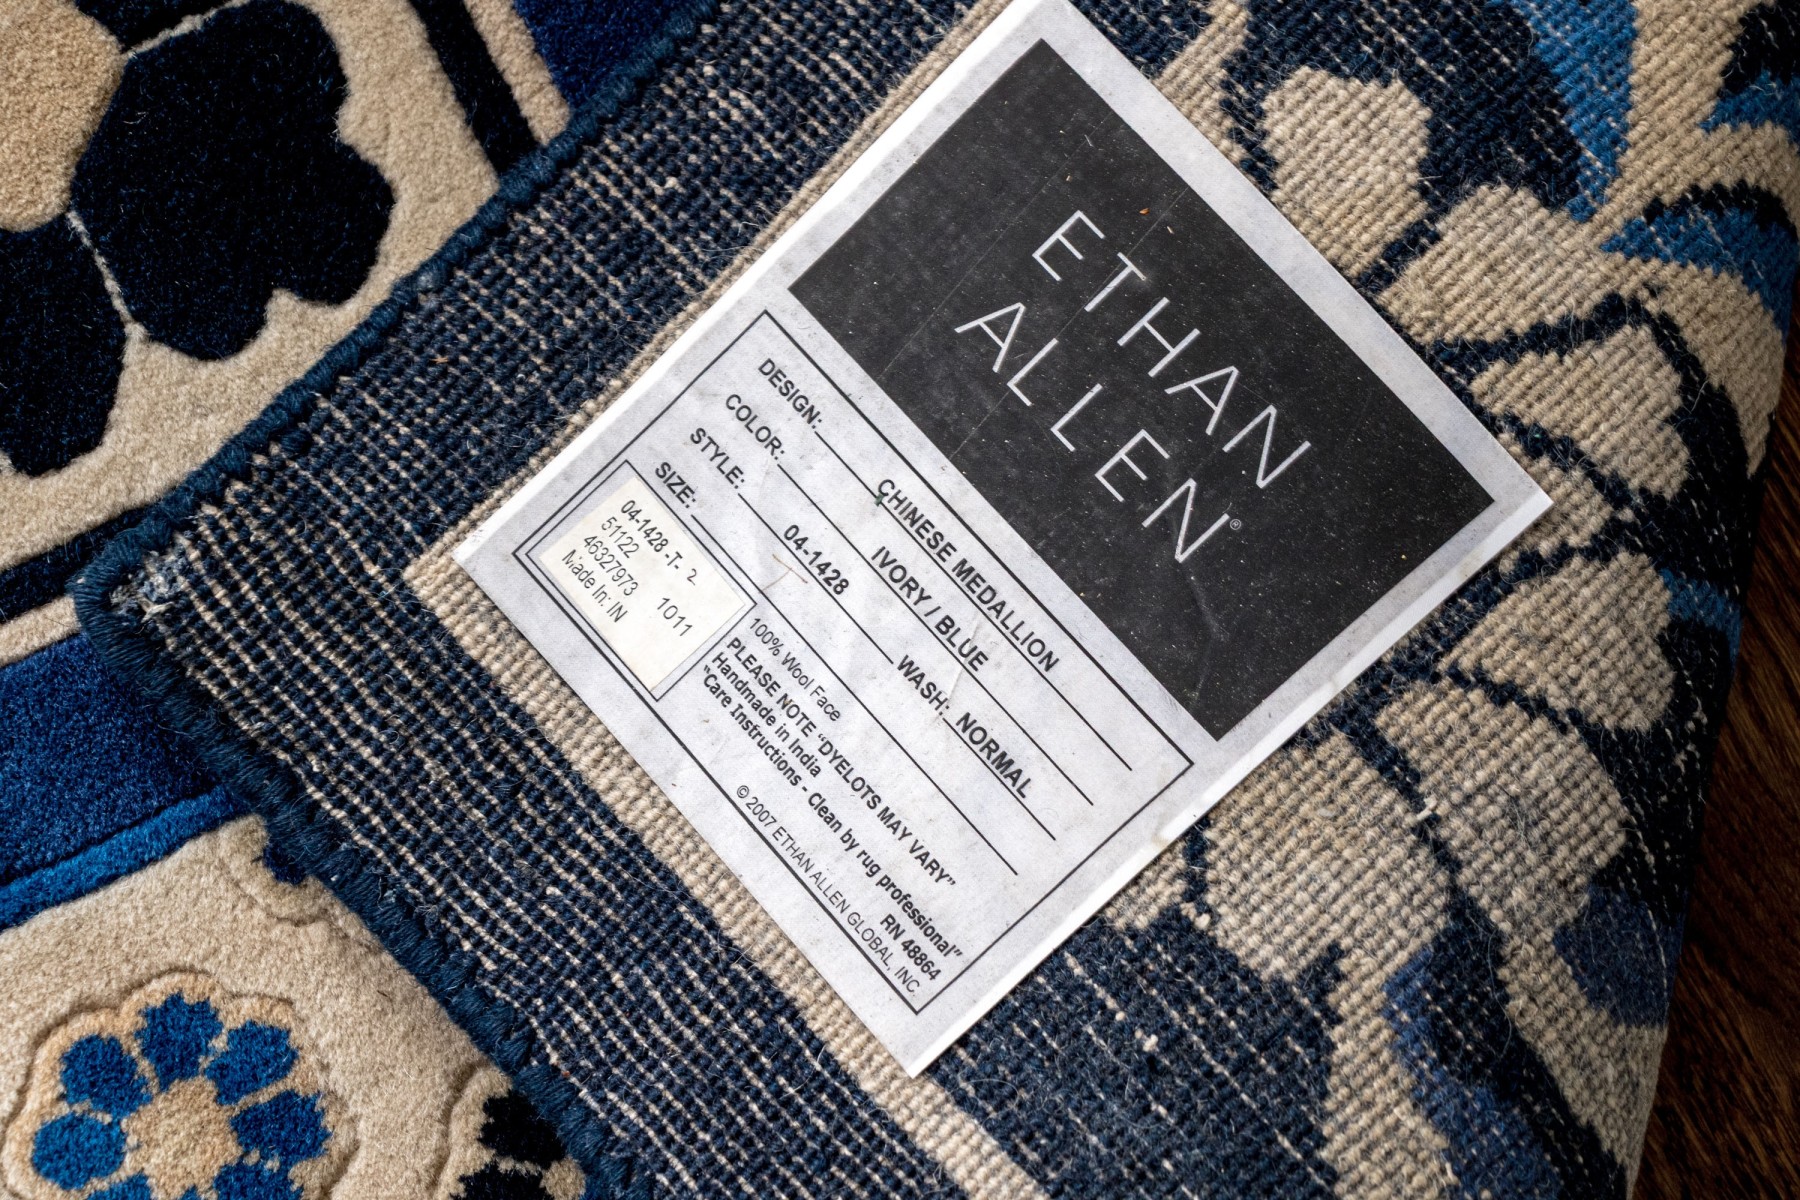 ETHAN
ALLEN®
DESIGN: CHINESE MEDALLION
COLOR: IVORY / BLUE
STYLE: 04-1428 WASH: NORMAL
SIZE:
04-1428 -T- 2
51122 1011
46327973
Made In: IN
100% Wool Face
PLEASE NOTE "DYELOTS MAY VARY"
Handmade in India
"Care Instructions - Clean by rug professional"
RN 48864
© 2007 ETHAN ALLEN GLOBAL, INC.